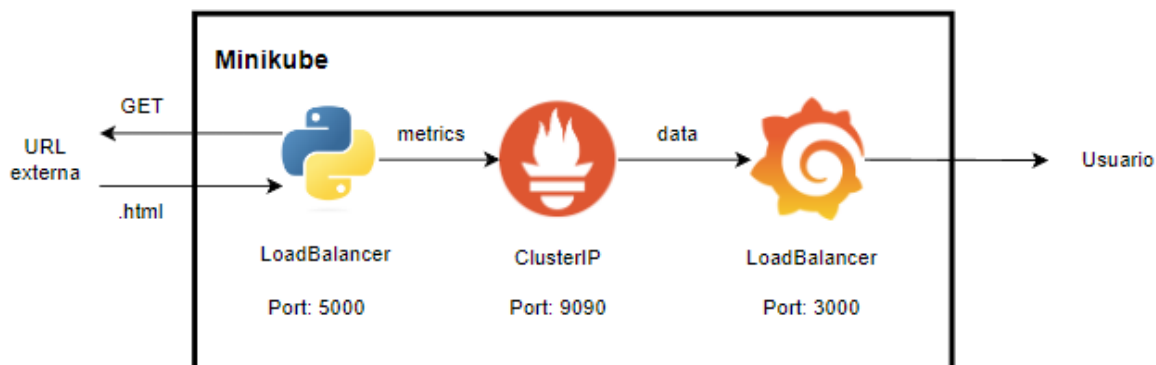 Minikube
GET
URL
externa
.html
metrics
data
Usuario
LoadBalancer
ClusterIP
LoadBalancer
Port: 5000
Port: 9090
Port: 3000